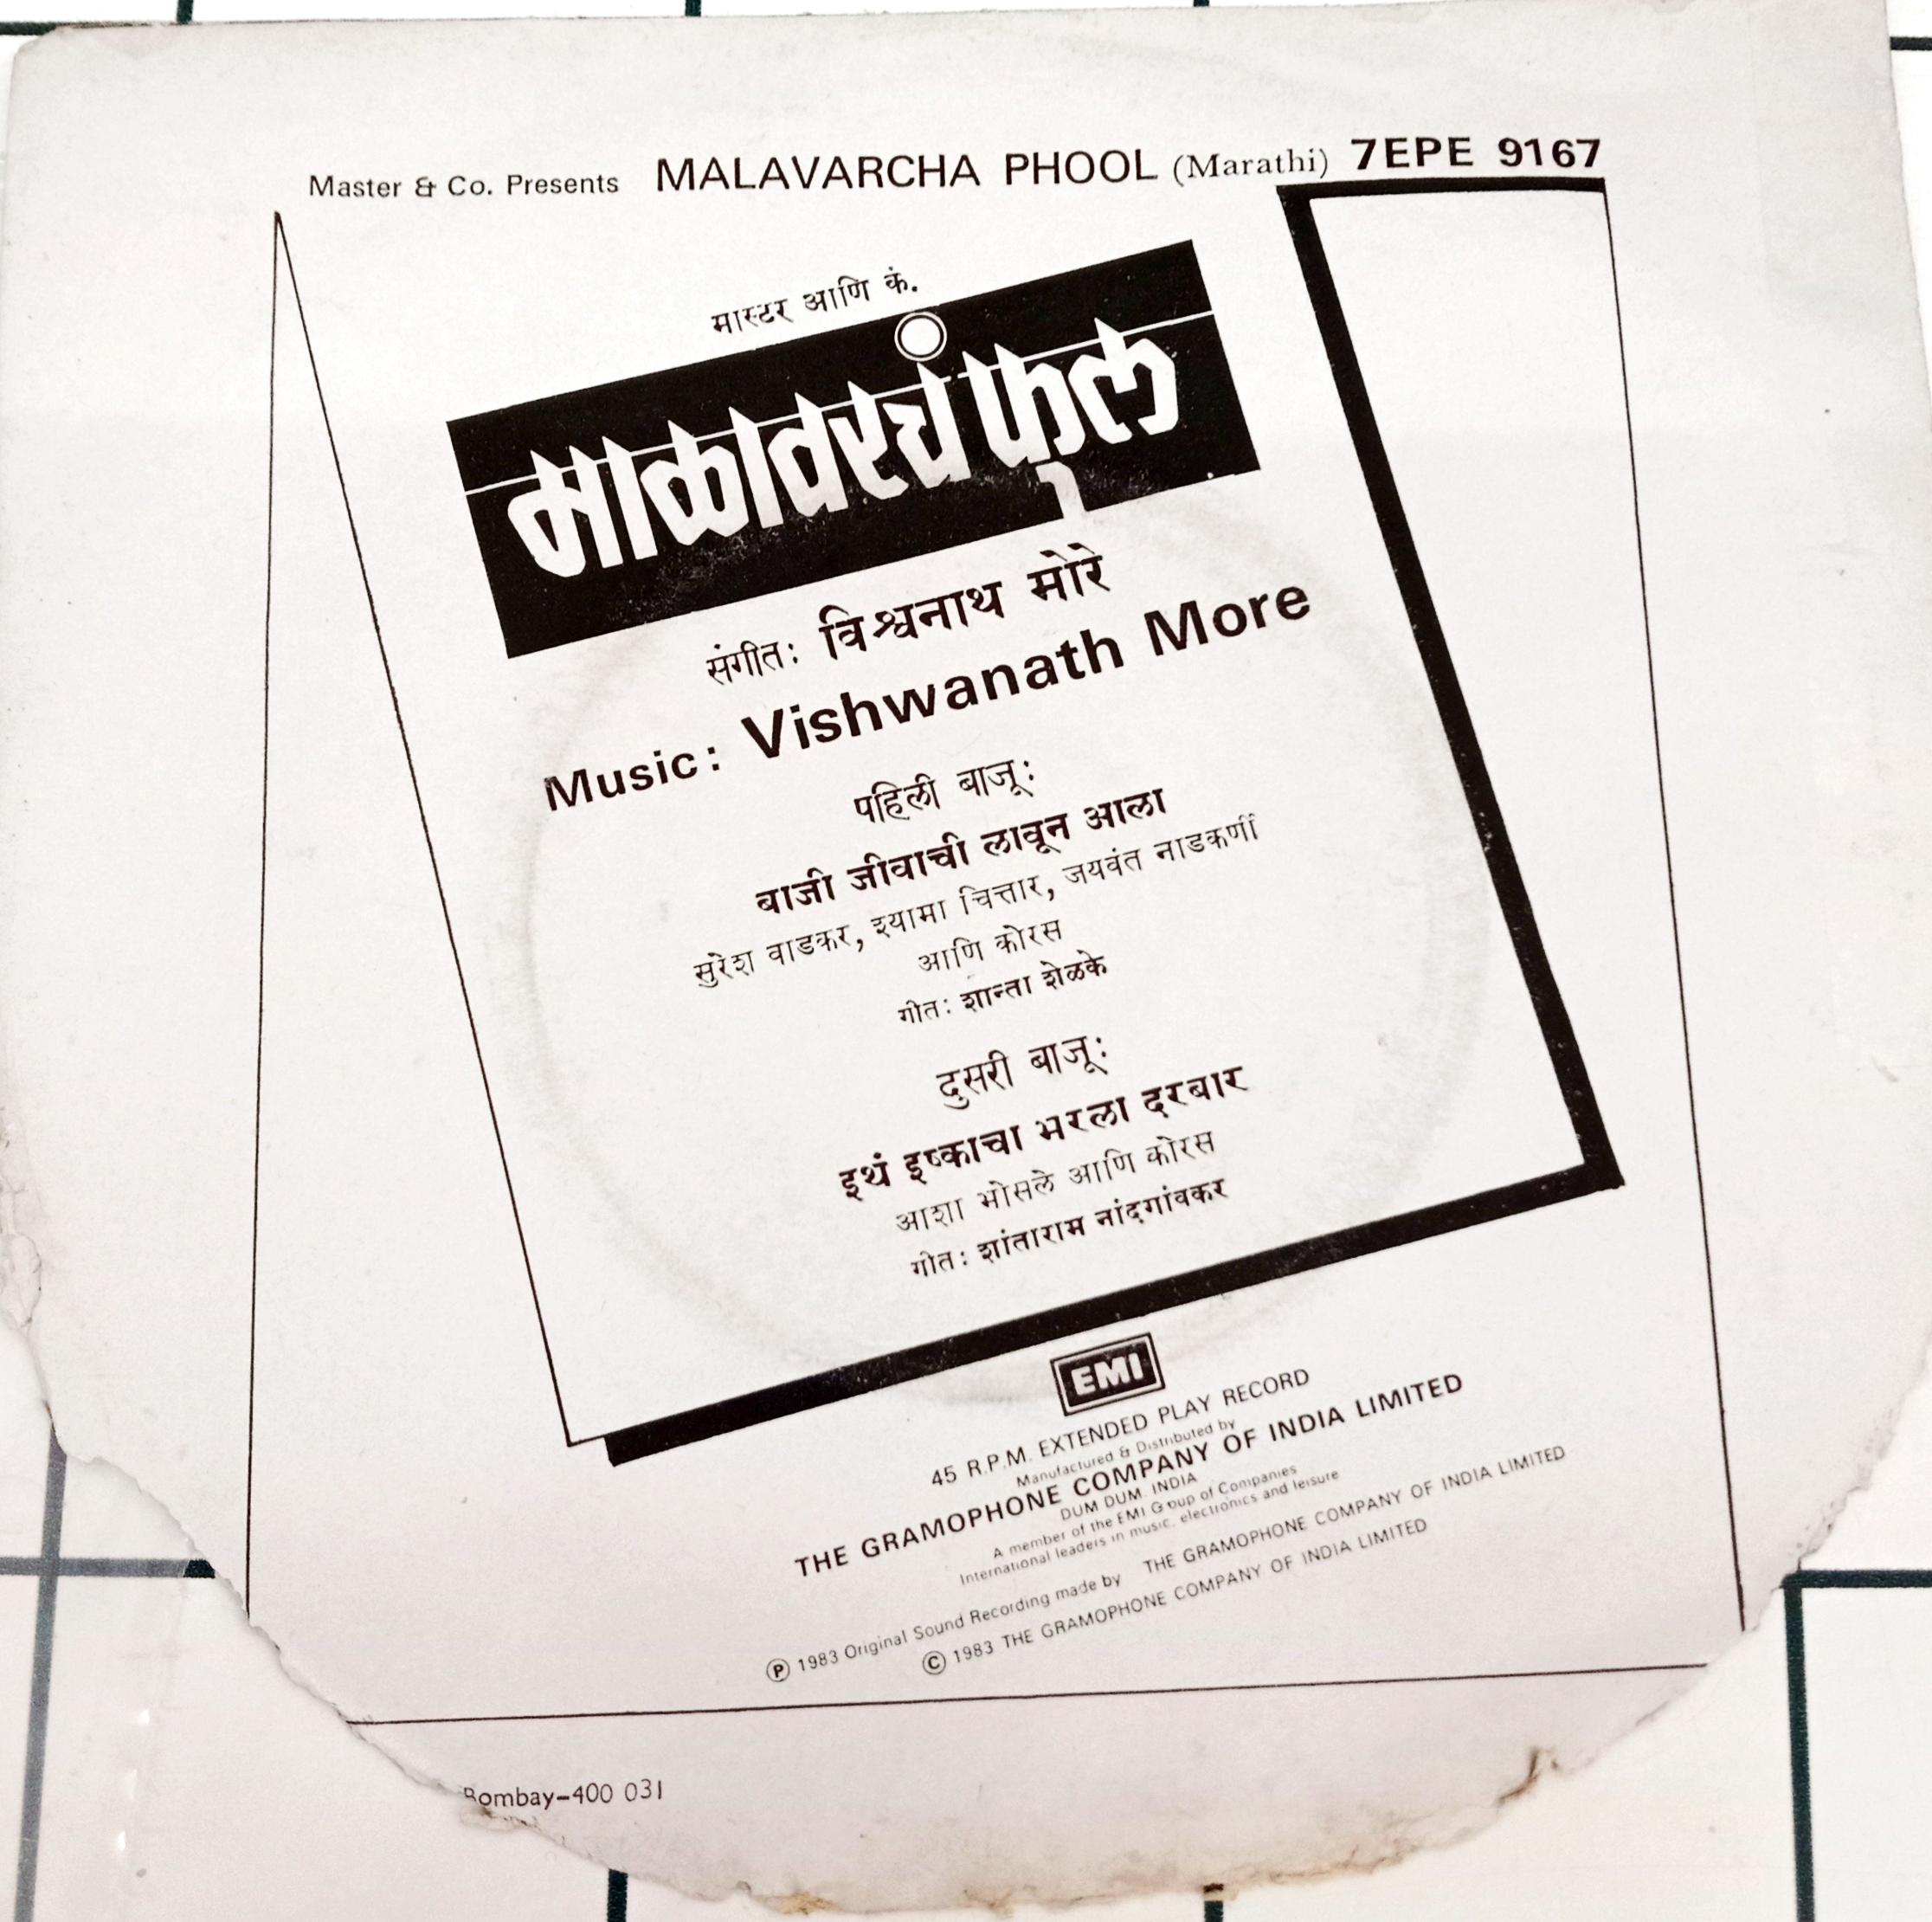 Master & Co. Presents MALAVARCHA PHOOL (Marathi) 7EPE 9167
मास्टर आणि कं.
माळावरचं फूल
संगीत: विश्वनाथ मोरे
Music: Vishwanath More
पहिली बाजू:
बाजी जीवाची लावून आला
सुरेश वाडकर, श्यामा चित्तार, जयवंत नाडकर्णी
आणि कोरस
गीत: शान्ता शेळके
दुसरी बाजू:
इथं इष्काचा भरला दरबार
आशा भोसले आणि कोरस
गीत: शांताराम नांदगांवकर
EMI
45 R.P.M. EXTENDED PLAY RECORD
Manufactured & Distributed by
THE GRAMOPHONE COMPANY OF INDIA LIMITED
DUM DUM INDIA
A member of the EMI Group of Companies
International leaders in music, electronics and leisure
Ⓟ 1983 Original Sound Recording made by THE GRAMOPHONE COMPANY OF INDIA LIMITED
© 1983 THE GRAMOPHONE COMPANY OF INDIA LIMITED
Bombay-400 031